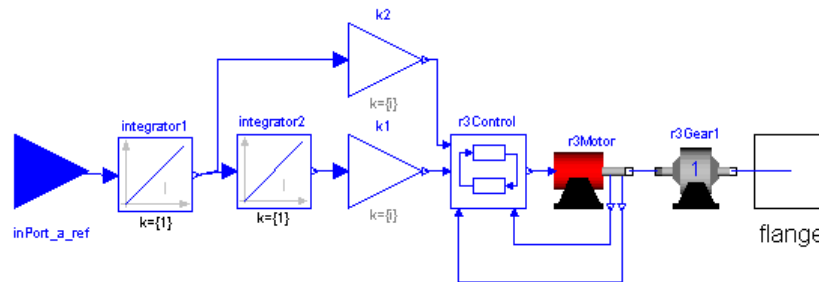 k2
k={i}
integrator1
integrator2
k1
r3Control
r3Motor
r3Gear1
1
I
I
k={1}
k={1}
k={i}
inPort_a_ref
flange